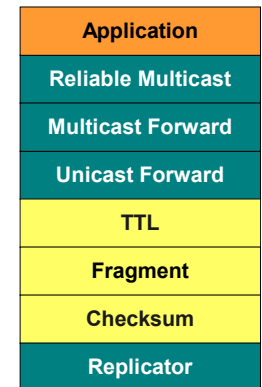 Application
Reliable Multicast
Multicast Forward
Unicast Forward
TTL
Fragment
Checksum
Replicator